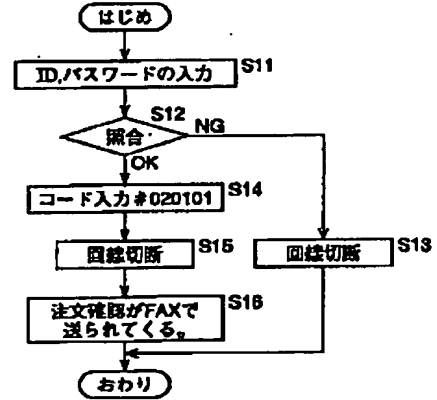 はじめ
ID,パスワードの入力
S11
S12
照合
NG
OK
コード入力#020101
S14
回線切断
S15
回線切断
S13
注文確認がFAXで
送られてくる。
S16
おわり